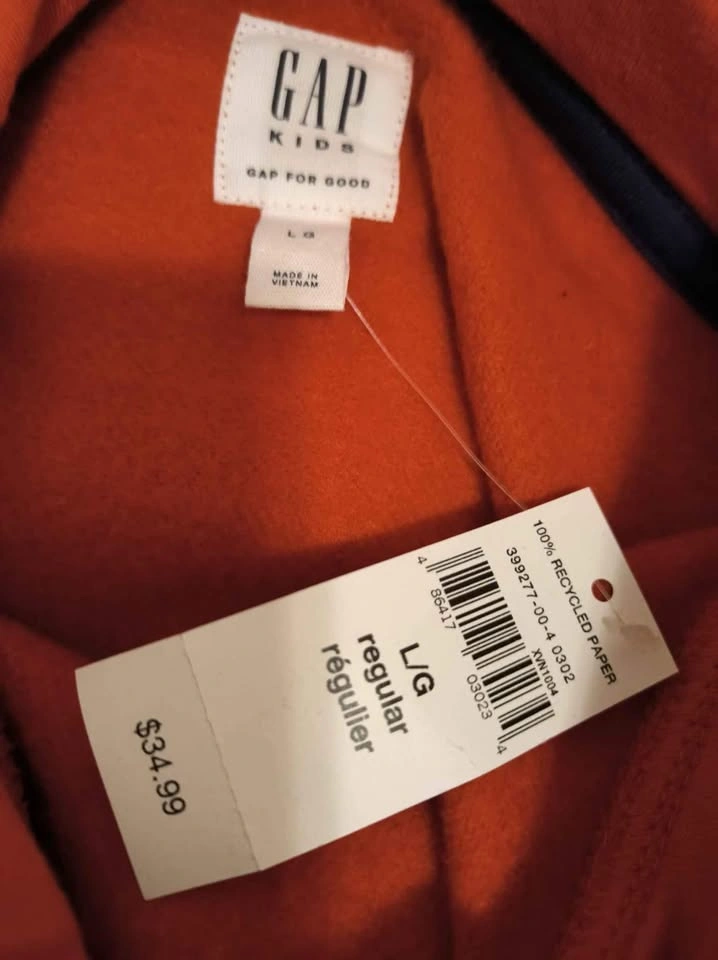 GAP
KIDS
GAP FOR GOOD
L G
MADE IN
VIETNAM
100% RECYCLED PAPER
399277-00-4 0302
XVN1004
4 86417 03023 4
L/G
regular
régulier
$34.99